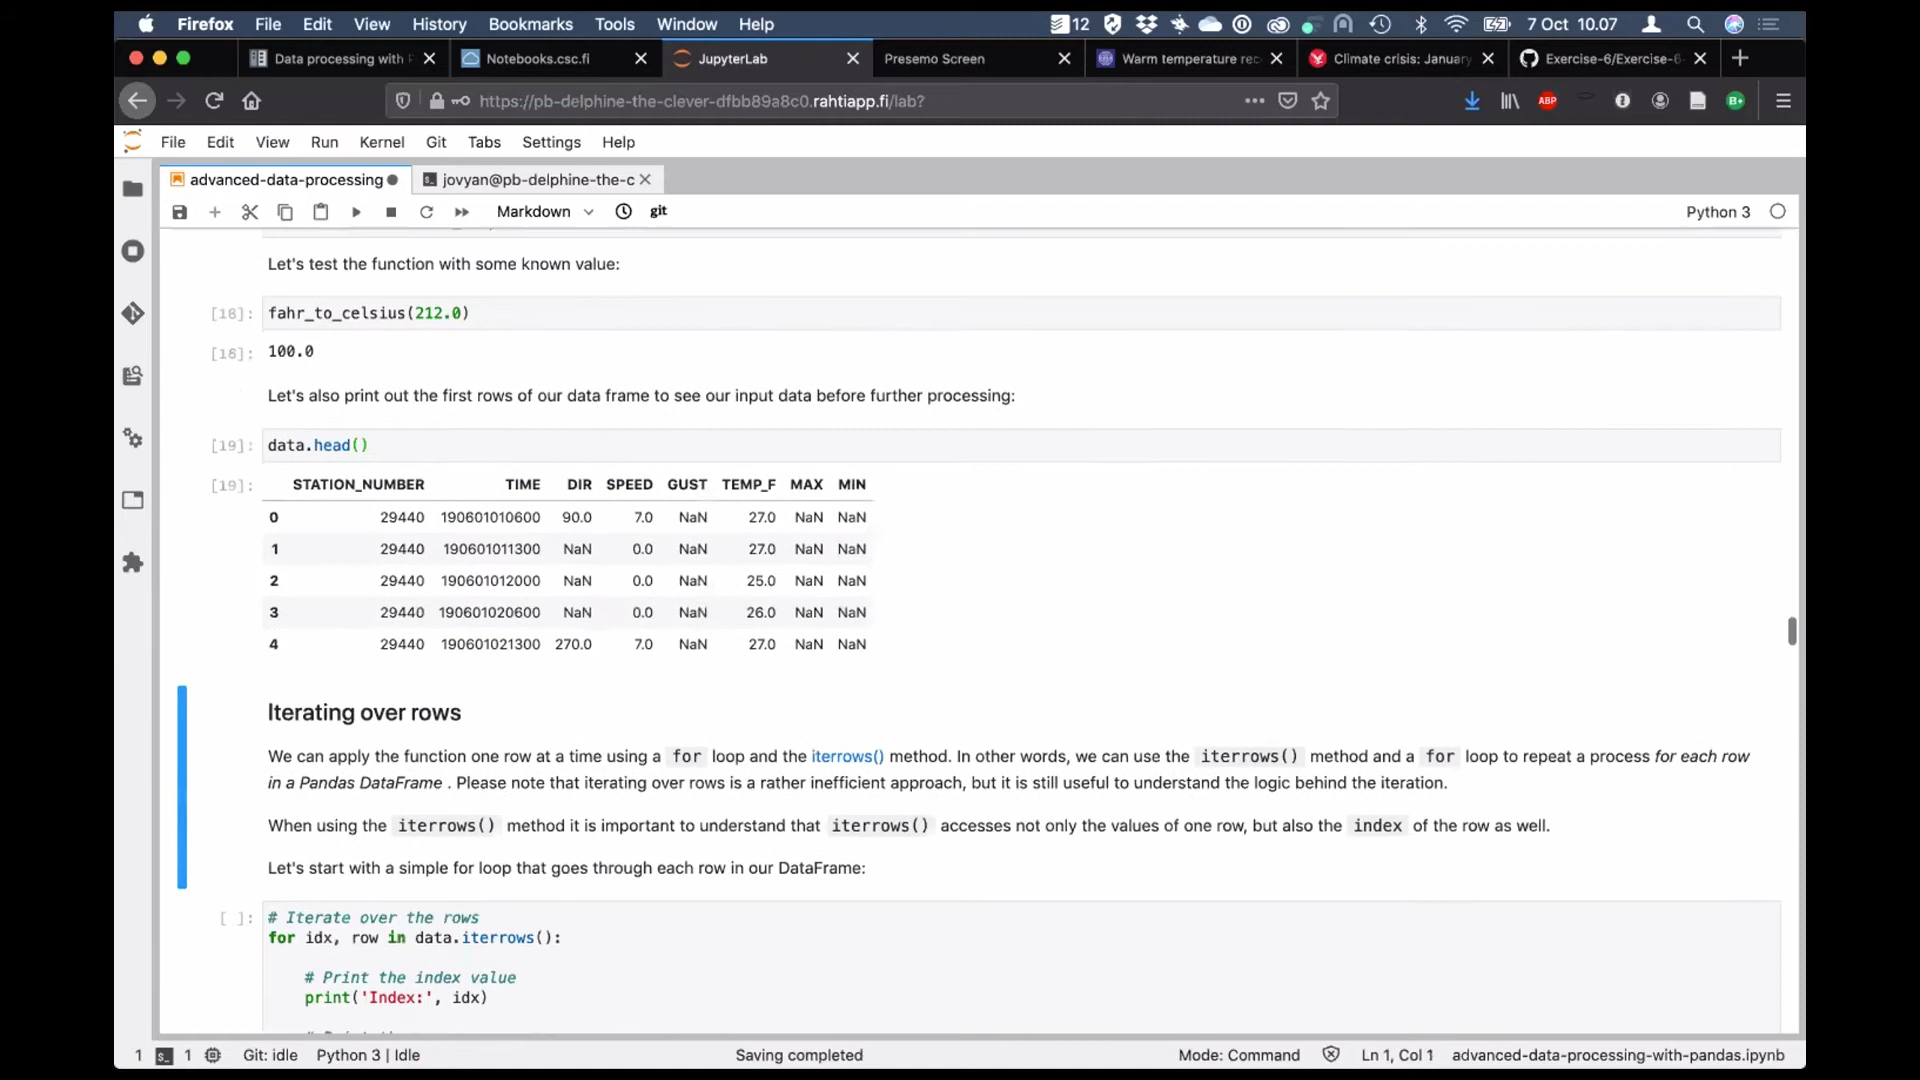 Firefox File Edit View History Bookmarks Tools Window Help 12 7 Oct 10.07
Data processing with P Notebooks.csc.fi JupyterLab Presemo Screen Warm temperature rec Climate crisis: January Exercise-6/Exercise-6-
https://pb-delphine-the-clever-dfbb89a8c0.rahtiapp.fi/lab? ABP B+
File Edit View Run Kernel Git Tabs Settings Help
advanced-data-processing jovyan@pb-delphine-the-c
Markdown git Python 3
Let's test the function with some known value:
[18]: fahr_to_celsius(212.0)
[18]: 100.0
Let's also print out the first rows of our data frame to see our input data before further processing:
[19]: data.head()
[19]: STATION_NUMBER TIME DIR SPEED GUST TEMP_F MAX MIN
0 29440 190601010600 90.0 7.0 NaN 27.0 NaN NaN
1 29440 190601011300 NaN 0.0 NaN 27.0 NaN NaN
2 29440 190601012000 NaN 0.0 NaN 25.0 NaN NaN
3 29440 190601020600 NaN 0.0 NaN 26.0 NaN NaN
4 29440 190601021300 270.0 7.0 NaN 27.0 NaN NaN
Iterating over rows
We can apply the function one row at a time using a for loop and the iterrows() method. In other words, we can use the iterrows() method and a for loop to repeat a process for each row
in a Pandas DataFrame . Please note that iterating over rows is a rather inefficient approach, but it is still useful to understand the logic behind the iteration.
When using the iterrows() method it is important to understand that iterrows() accesses not only the values of one row, but also the index of the row as well.
Let's start with a simple for loop that goes through each row in our DataFrame:
[ ]: # Iterate over the rows
for idx, row in data.iterrows():
# Print the index value
print('Index:', idx)
1 1 Git: idle Python 3 | Idle Saving completed Mode: Command Ln 1, Col 1 advanced-data-processing-with-pandas.ipynb